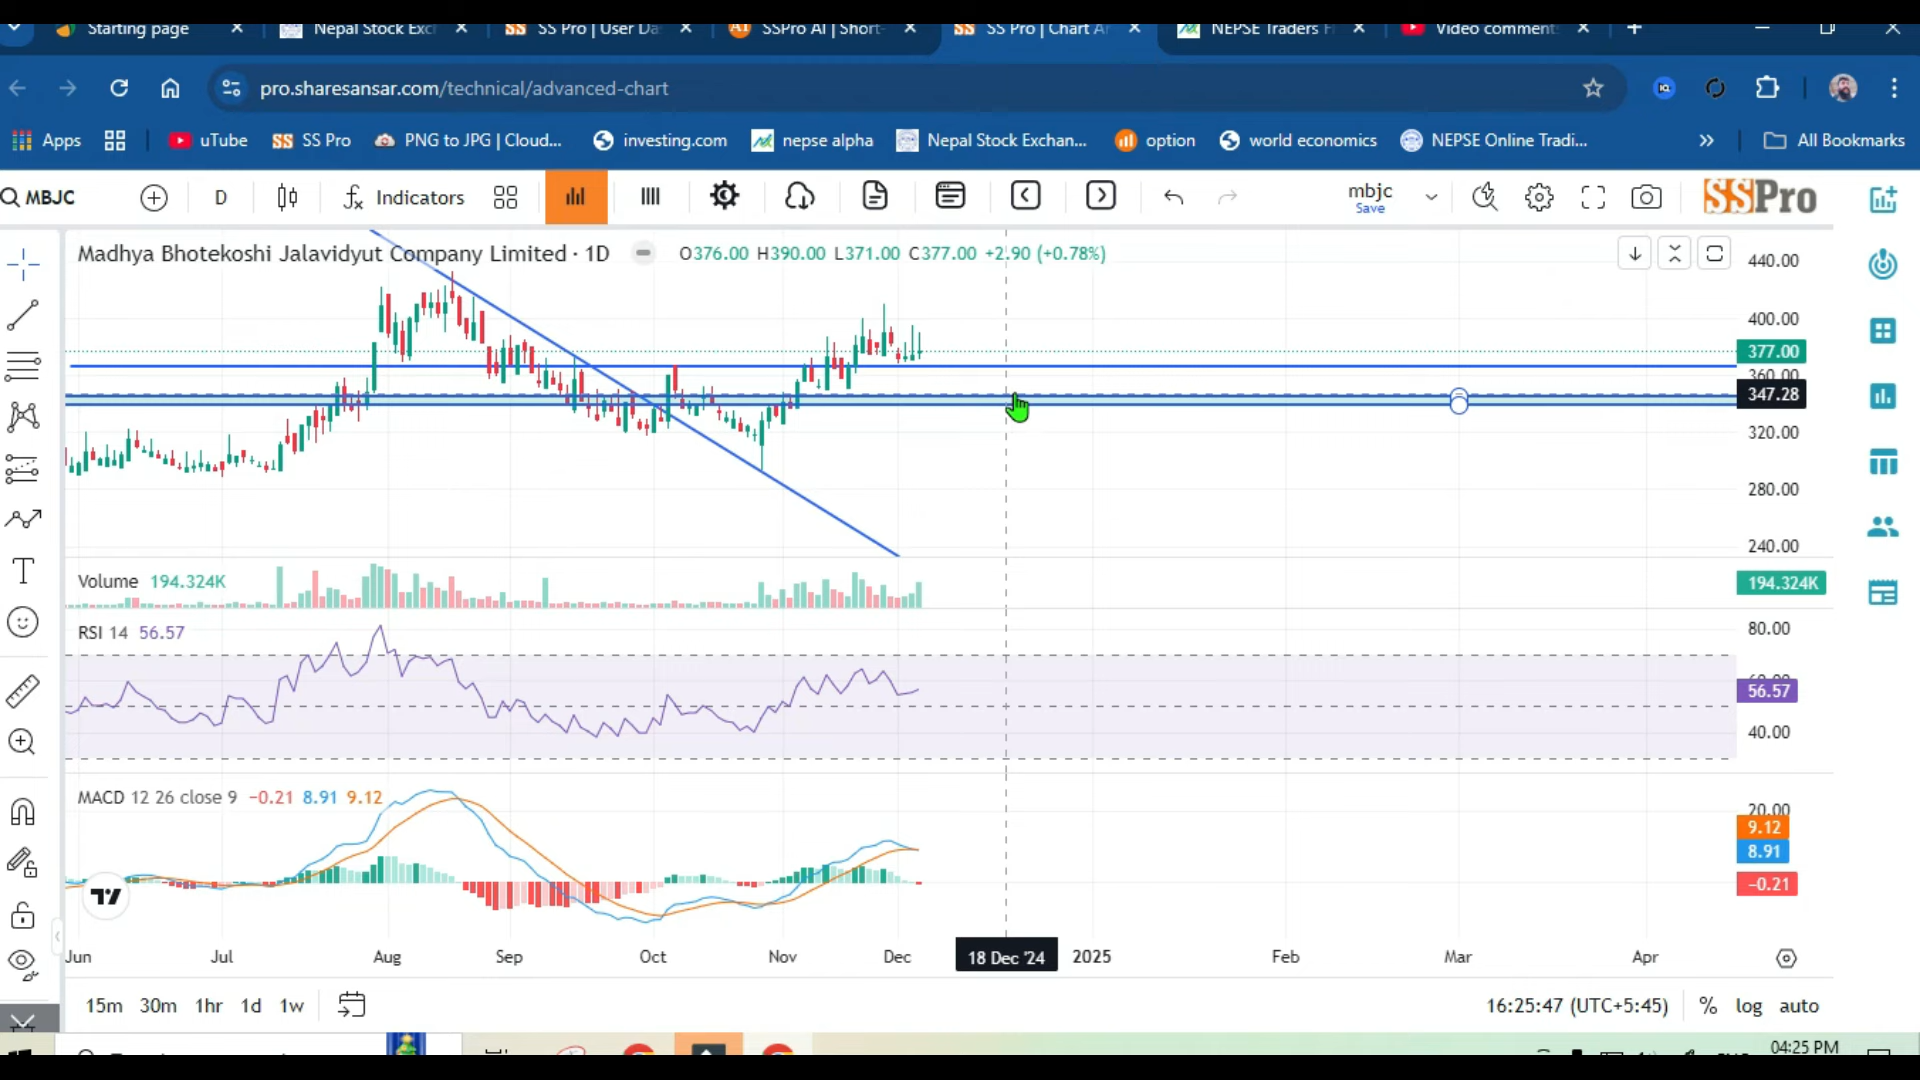 Starting page
Nepal Stock Exc
SS Pro | User Da
SSPro AI | Short-
SS Pro | Chart Ar
NEPSE Traders H
Video comments
pro.sharesansar.com/technical/advanced-chart
Apps
uTube
SS SS Pro
PNG to JPG | Cloud...
investing.com
nepse alpha
Nepal Stock Exchan...
option
world economics
NEPSE Online Tradi...
All Bookmarks
MBJC
D
Indicators
mbjc
Save
SSPro
Madhya Bhotekoshi Jalavidyut Company Limited · 1D
O376.00 H390.00 L371.00 C377.00 +2.90 (+0.78%)
440.00
400.00
377.00
360.00
347.28
320.00
280.00
240.00
Volume 194.324K
194.324K
RSI 14 56.57
80.00
56.57
40.00
MACD 12 26 close 9 −0.21 8.91 9.12
20.00
9.12
8.91
−0.21
Jun Jul Aug Sep Oct Nov Dec 18 Dec '24 2025 Feb Mar Apr
15m 30m 1hr 1d 1w
16:25:47 (UTC+5:45) % log auto
04:25 PM